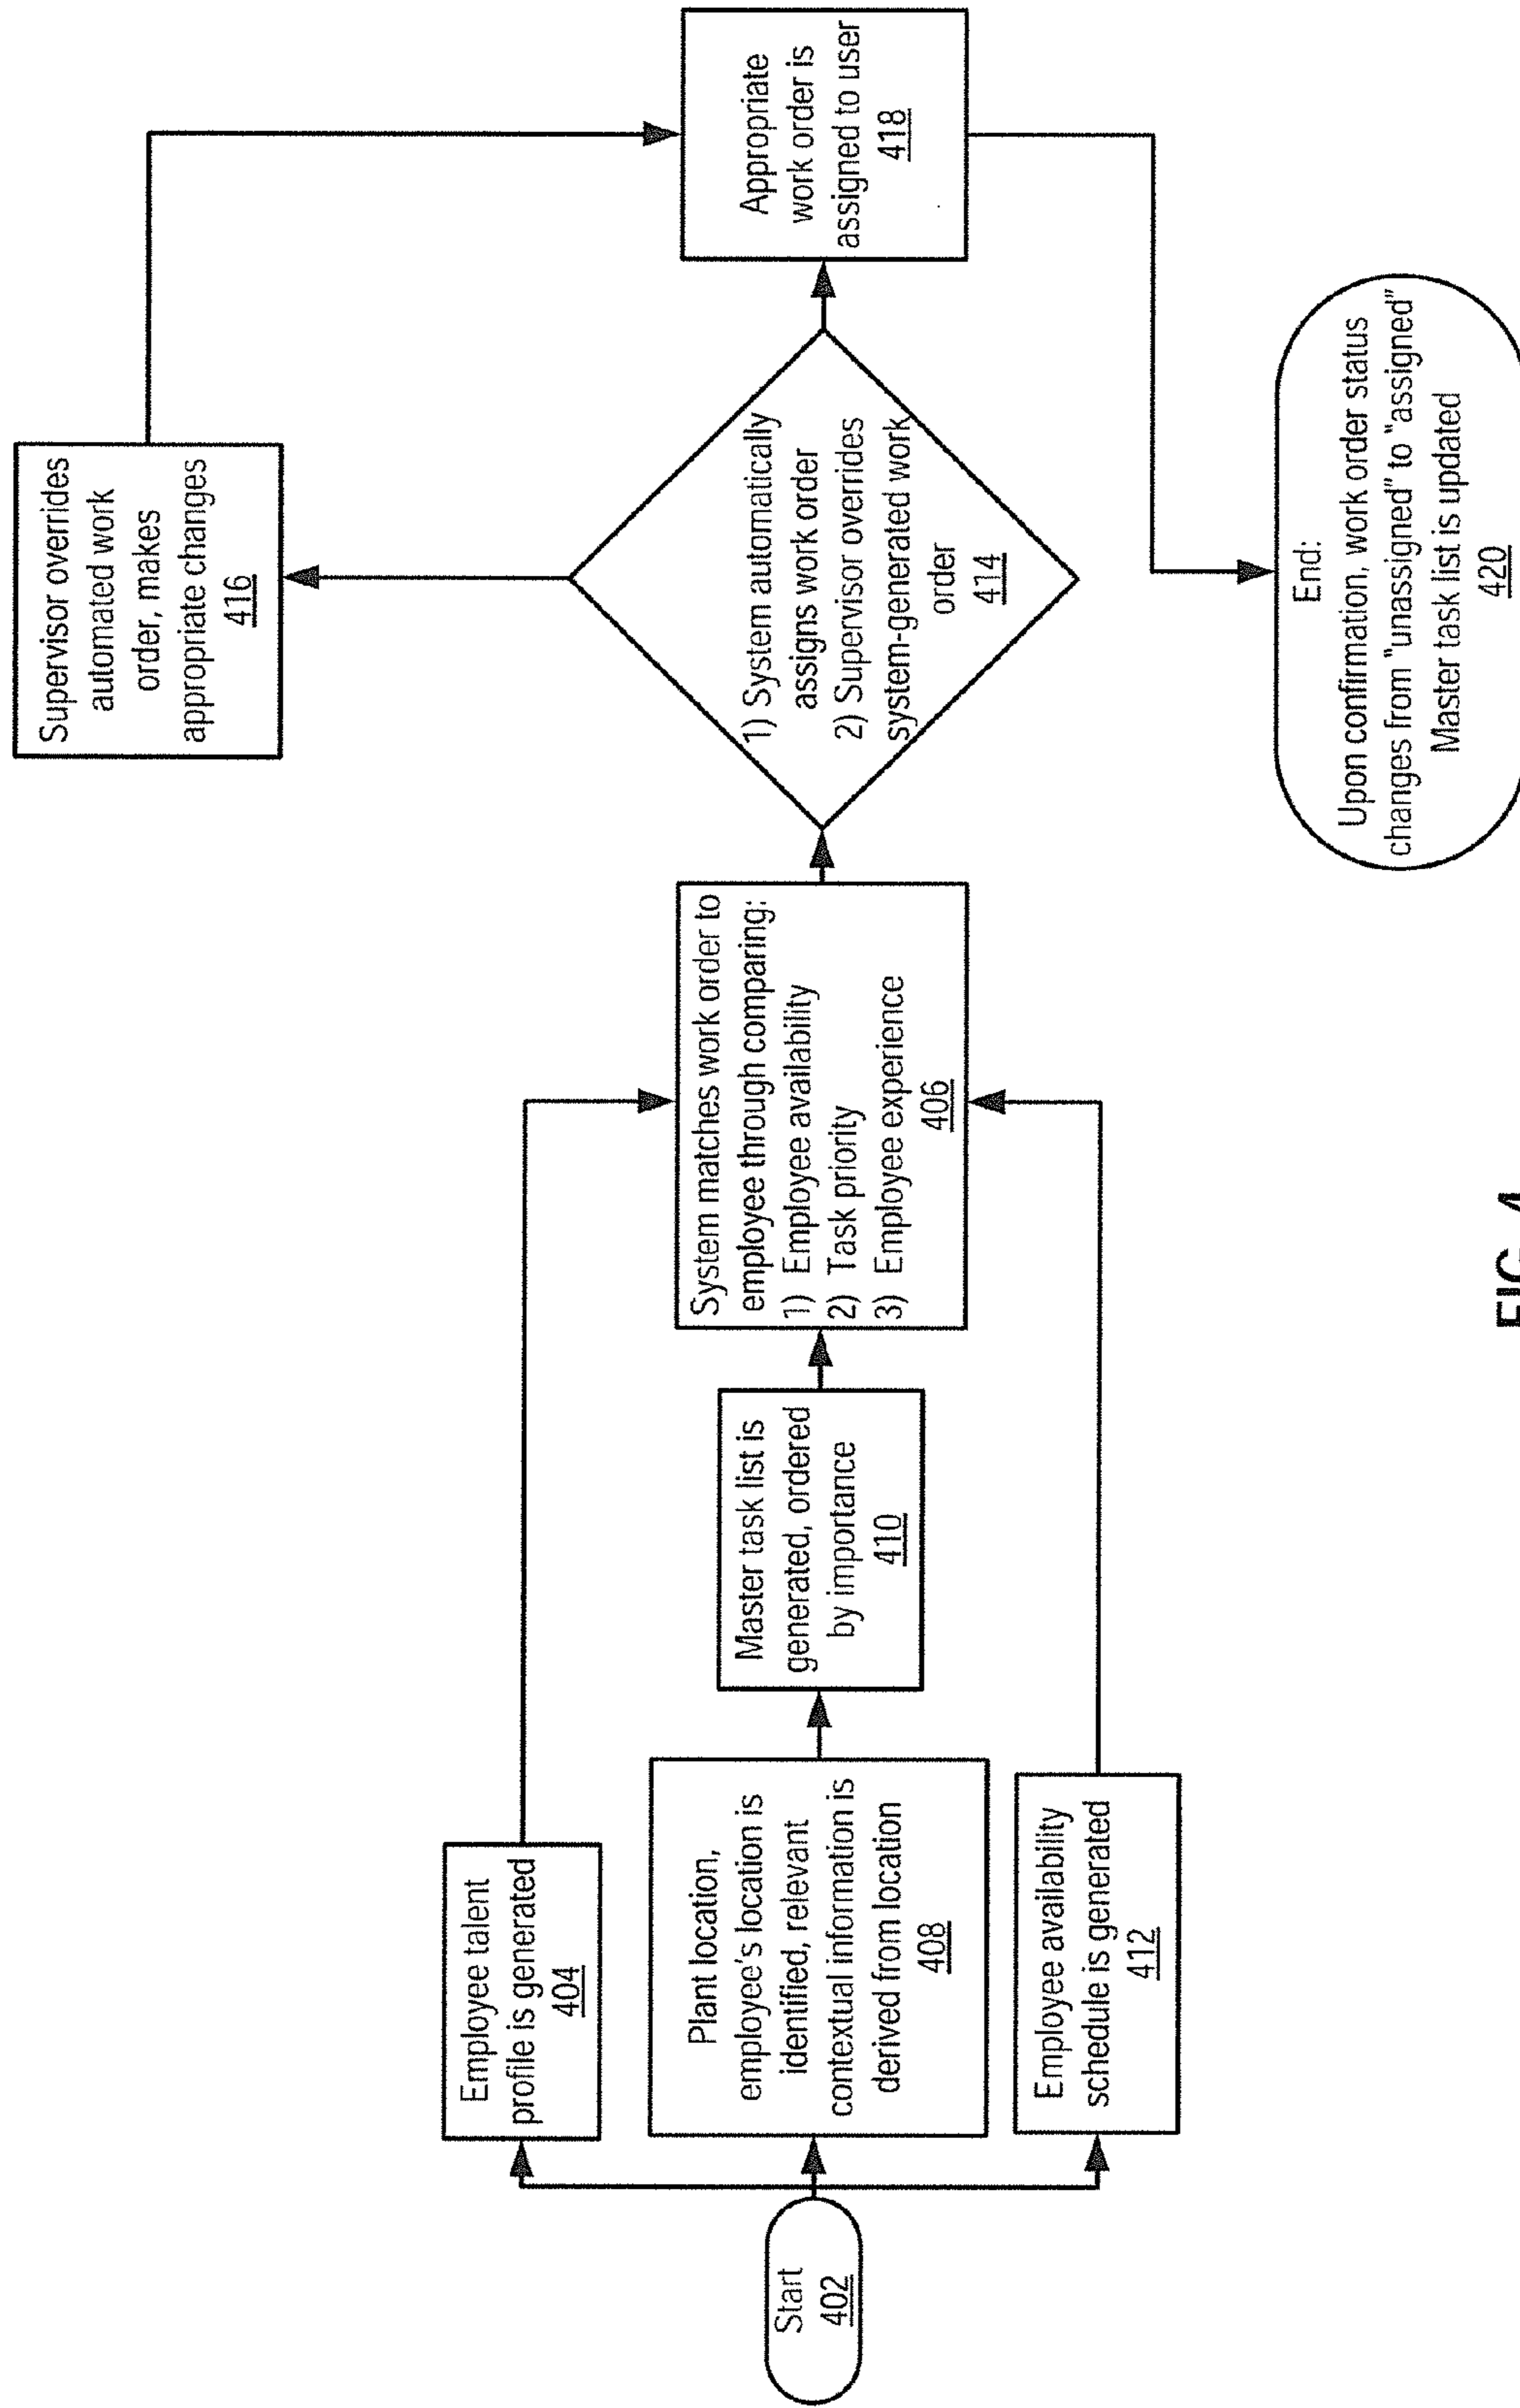 Start
402
Employee talent
profile is generated
404
Plant location,
employee's location is
identified, relevant
contextual information is
derived from location
408
Employee availability
schedule is generated
412
Master task list is
generated, ordered
by importance
410
System matches work order to
employee through comparing:
1) Employee availability
2) Task priority
3) Employee experience
406
1) System automatically
assigns work order
2) Supervisor overrides
system-generated work
order
414
Supervisor overrides
automated work
order, makes
appropriate changes
416
Appropriate
work order is
assigned to user
418
End:
Upon confirmation, work order status
changes from "unassigned" to "assigned"
Master task list is updated
420
FIG. 4